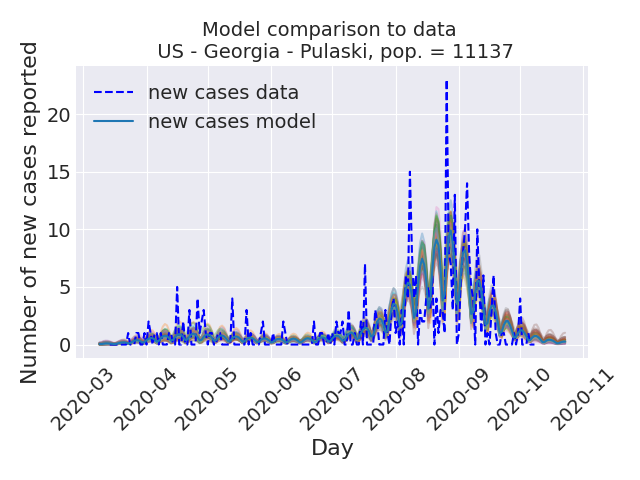 Model comparison to data
US - Georgia - Pulaski, pop. = 11137
Number of new cases reported
new cases data
new cases model
20
15
10
5
0
2020-03
2020-04
2020-05
2020-06
2020-07
2020-08
2020-09
2020-10
2020-11
Day